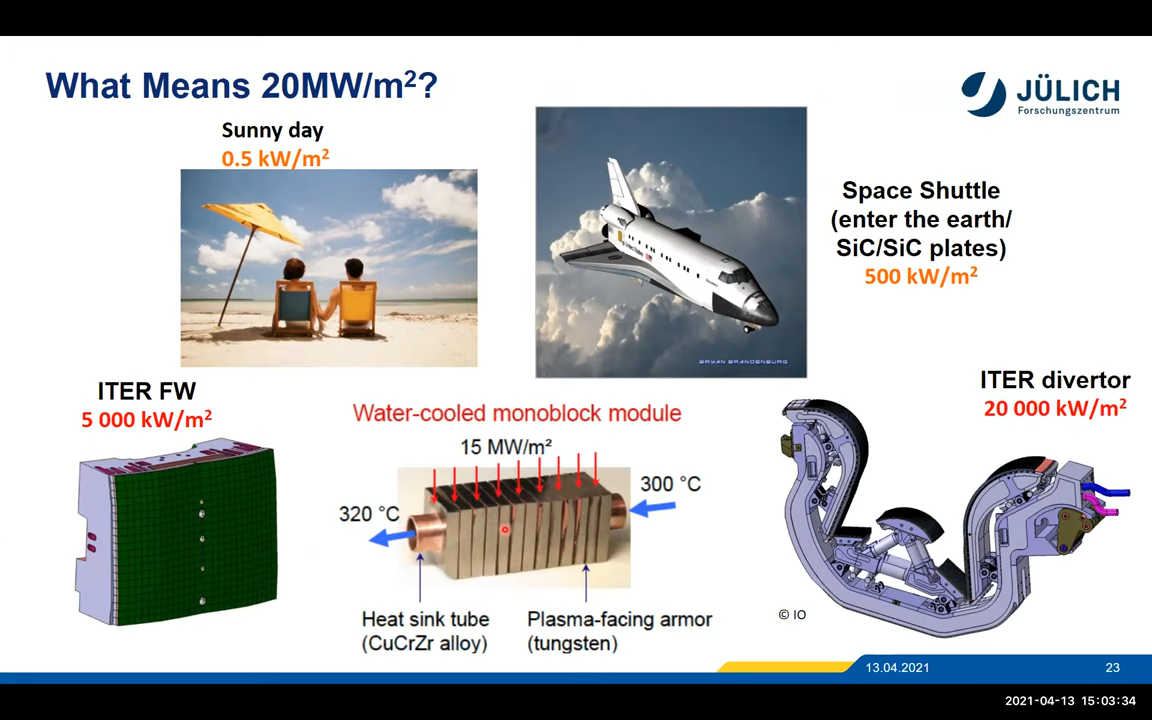 What Means 20MW/m²?
JÜLICH
Forschungszentrum
Sunny day
0.5 kW/m²
BRYAN BRANDENBURG
Space Shuttle
(enter the earth/
SiC/SiC plates)
500 kW/m²
ITER FW
5 000 kW/m²
Water-cooled monoblock module
15 MW/m²
300 °C
320 °C
Heat sink tube
(CuCrZr alloy)
Plasma-facing armor
(tungsten)
ITER divertor
20 000 kW/m²
© IO
13.04.2021
23
2021-04-13 15:03:34